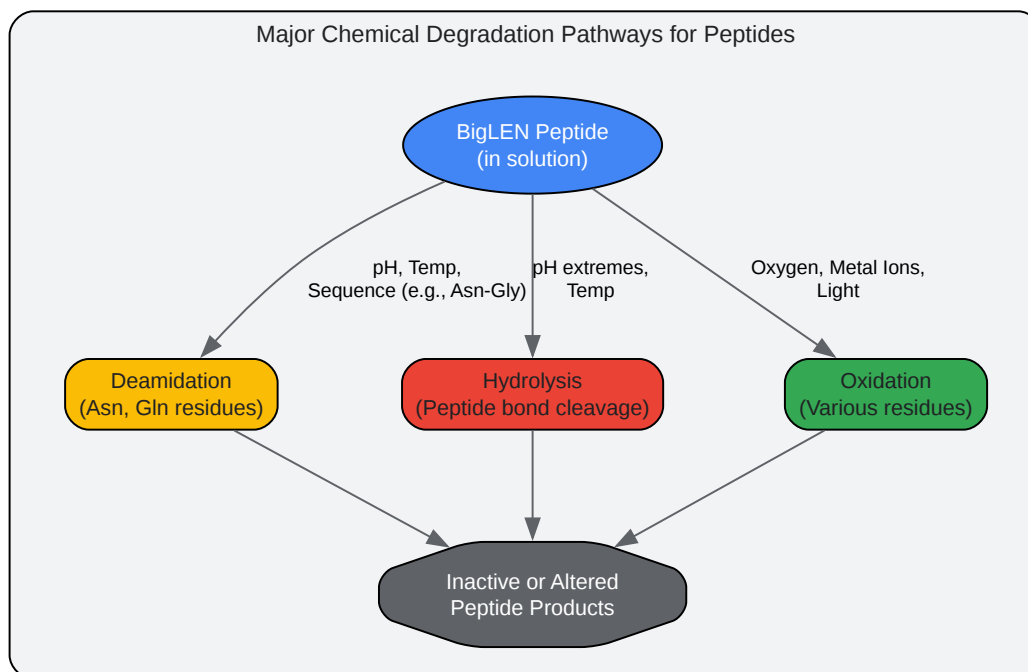 Major Chemical Degradation Pathways for Peptides
BigLEN Peptide
(in solution)
pH, Temp,
Sequence (e.g., Asn-Gly)
pH extremes,
Temp
Oxygen, Metal Ions,
Light
Deamidation
(Asn, Gln residues)
Hydrolysis
(Peptide bond cleavage)
Oxidation
(Various residues)
Inactive or Altered
Peptide Products